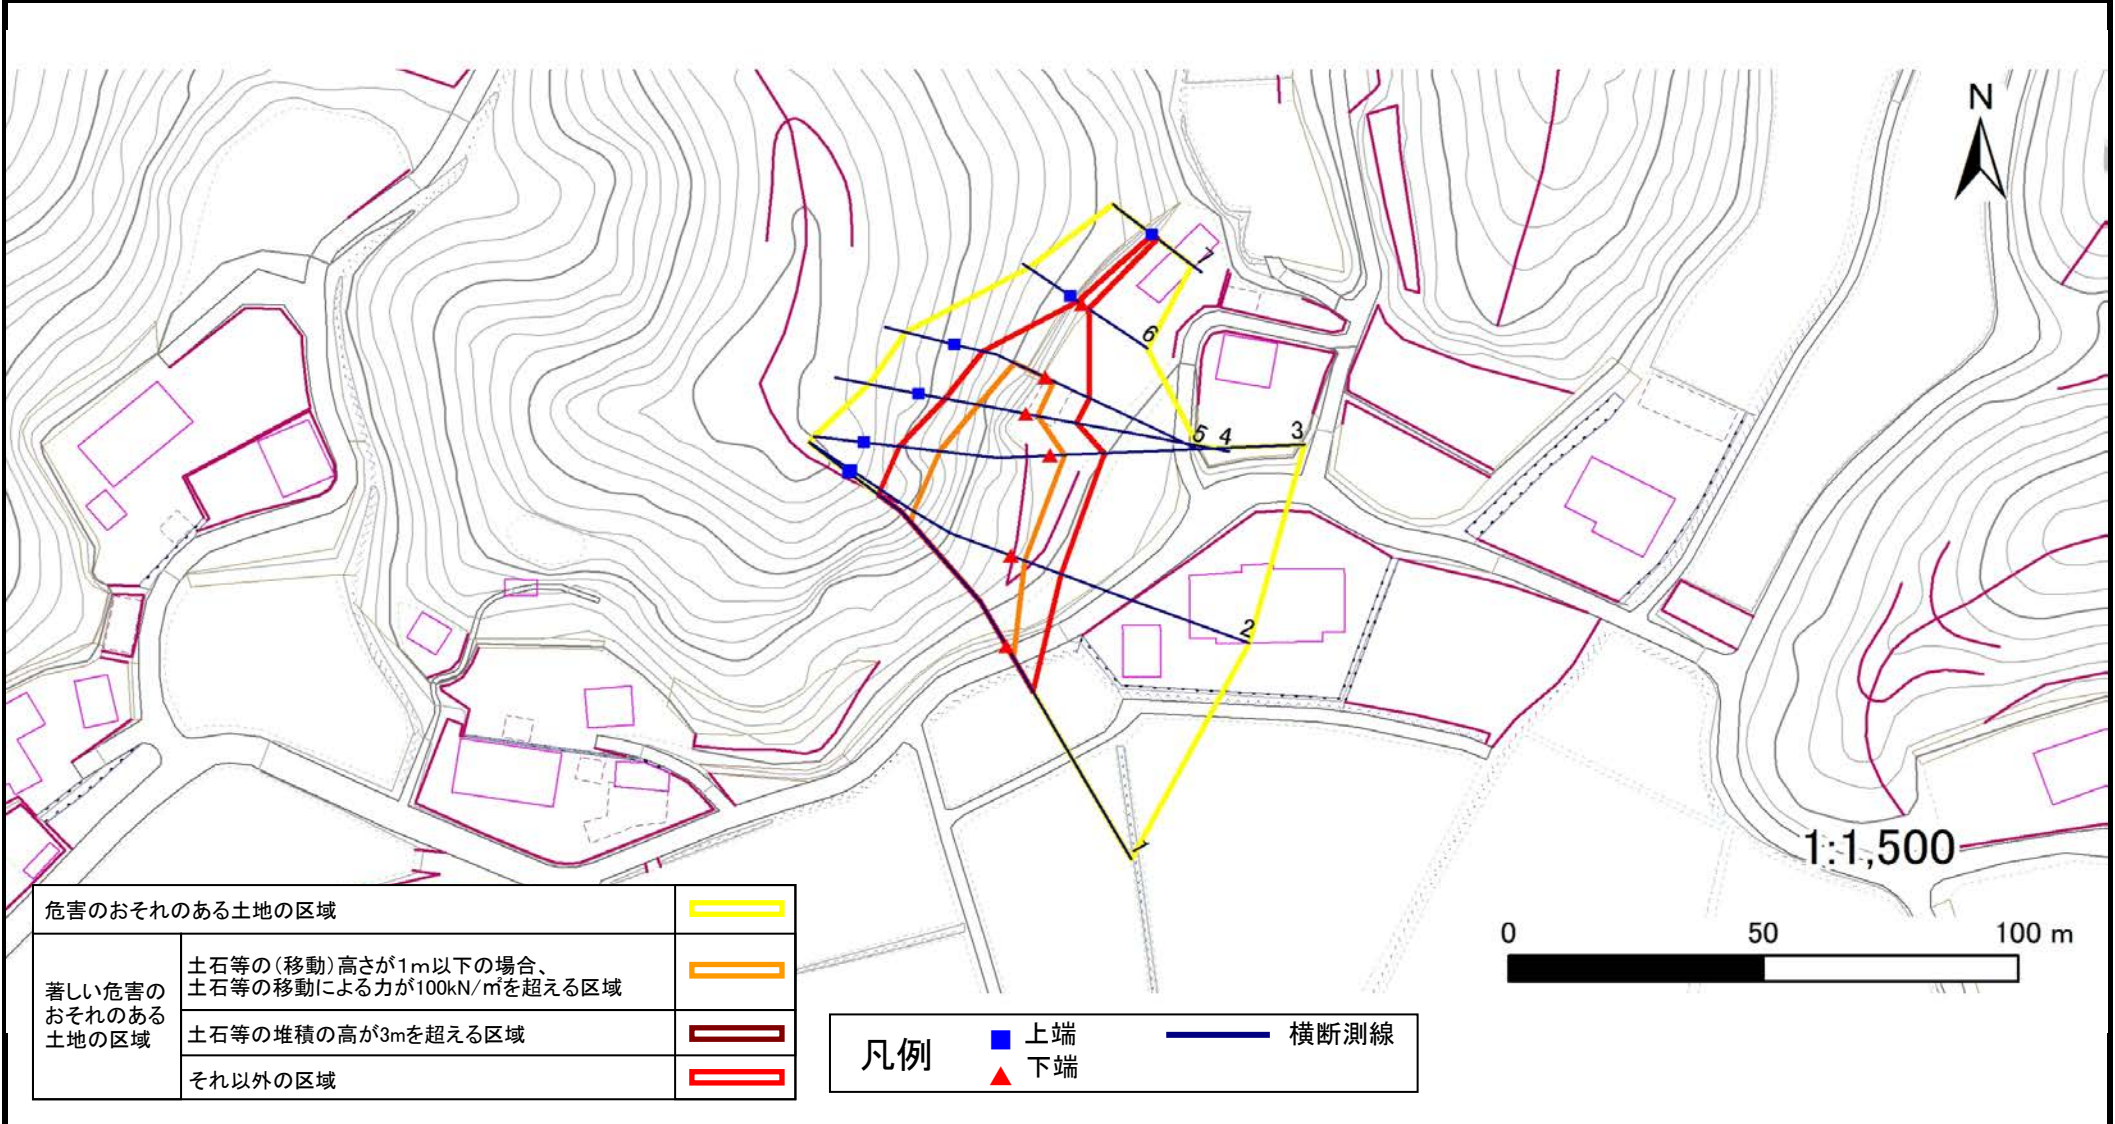 N
7
6
5 4 3
2
1
1:1,500
0 50 100 m
危害のおそれのある土地の区域
著しい危害の
おそれのある
土地の区域
土石等の(移動)高さが1m以下の場合、
土石等の移動による力が100kN/㎡を超える区域
土石等の堆積の高が3mを超える区域
それ以外の区域
凡例
上端
下端
横断測線